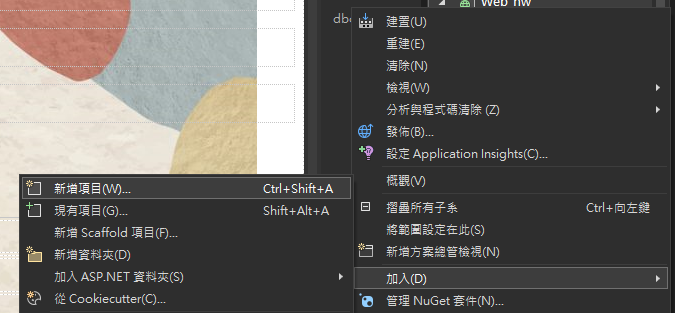 Web_hw
建置(U)
重建(E)
清除(N)
檢視(W)
分析與程式碼清除 (Z)
發佈(B)...
設定 Application Insights(C)...
概觀(V)
摺疊所有子系 Ctrl+向左鍵
將範圍設定在此(S)
新增方案總管檢視(N)
加入(D)
管理 NuGet 套件(N)...
新增項目(W)... Ctrl+Shift+A
現有項目(G)... Shift+Alt+A
新增 Scaffold 項目(F)...
新增資料夾(D)
加入 ASP.NET 資料夾(S)
從 Cookiecutter(C)...